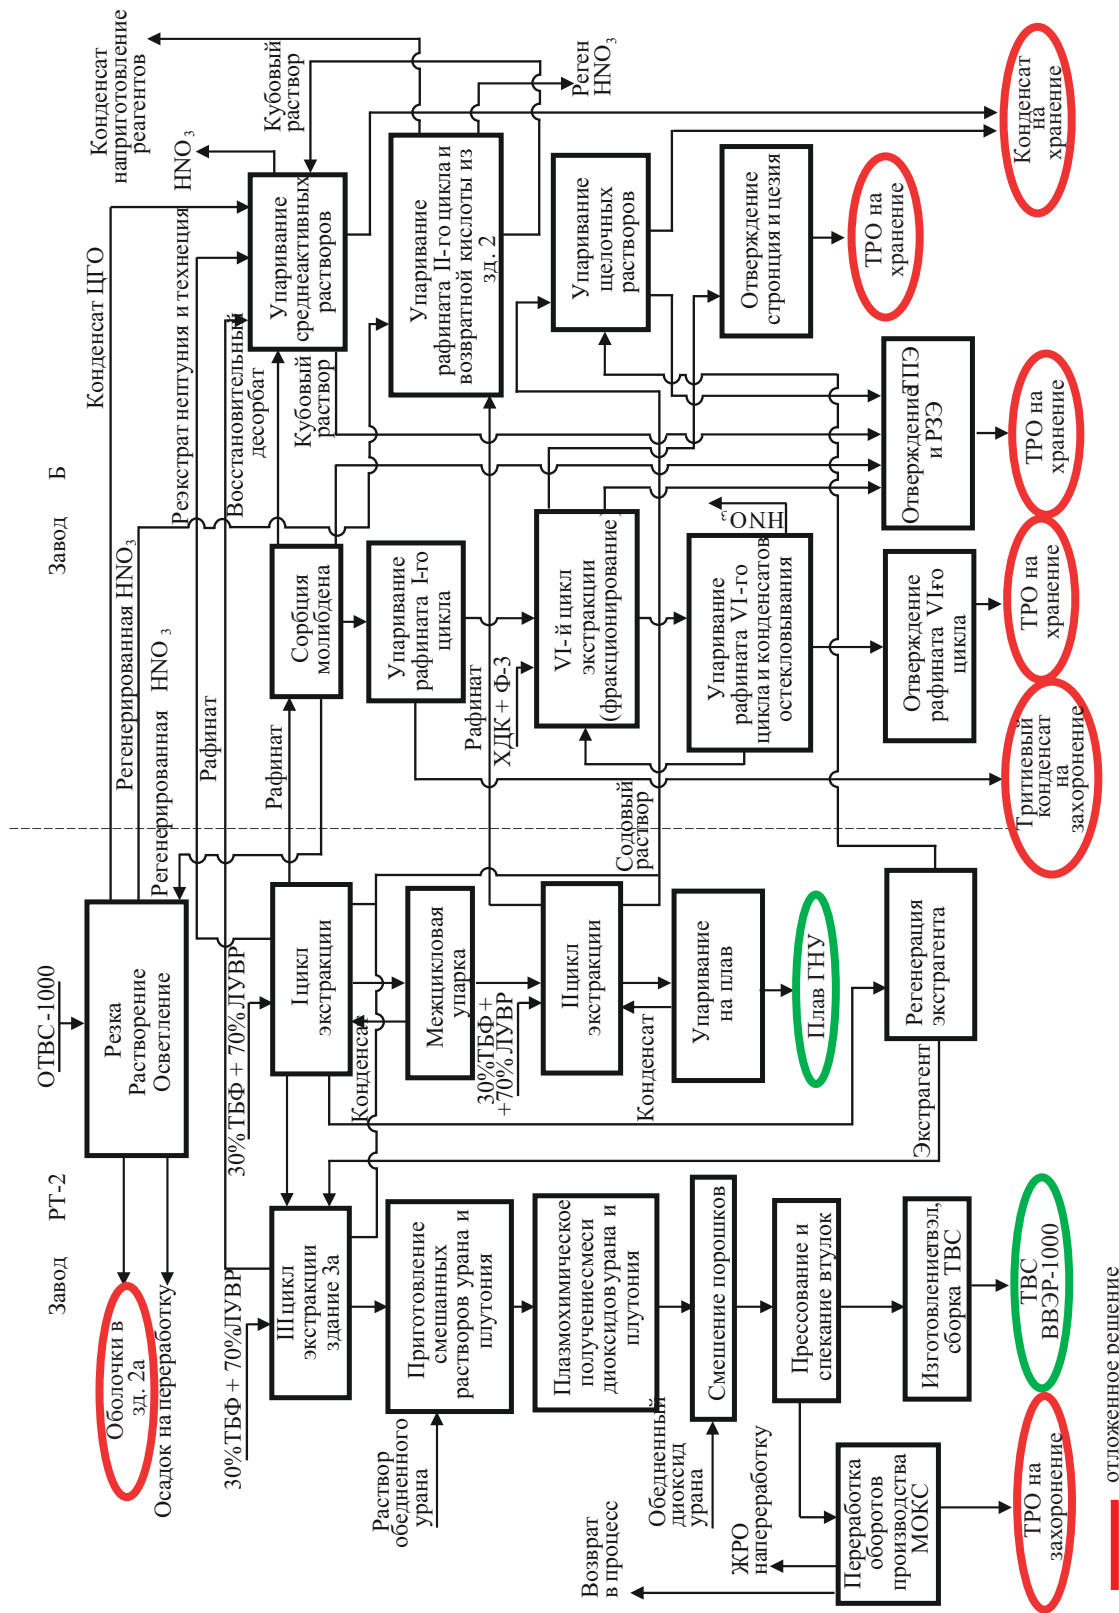 Завод РТ-2
Завод Б
ОТВС-1000
Резка
Растворение
Осветление
Оболочки в
зд. 2а
Осадок на переработку
Конденсат ЦГО
Регенерированная HNO3
Регенерированная HNO3
Рафинат
Реэкстрат нептуния и технеция
Восстановительный
десорбат
Конденсат
наприготовление
реагентов
HNO3
Кубовый
раствор
Упаривание
среднеактивных
растворов
Кубовый
раствор
30%ТБФ + 70%ЛУВР
III цикл
экстракции
здание 3а
30%ТБФ + 70%ЛУВР
I цикл
экстракции
Рафинат
Сорбция
молибдена
Конденсат
Межцикловая
упарка
Упаривание
рафината I-го
цикла
Упаривание
рафината II-го цикла и
возвратной кислоты из
зд. 2
Реген
HNO3
Раствор
обедненного
урана
Приготовление
смешанных
растворов урана и
плутония
30%ТБФ +
+70%ЛУВР
II цикл
экстракции
Рафинат
ХДК + Ф-3
VI-й цикл
экстракции
(фракционирование)
Упаривание
щелочных
растворов
Плазмохимическое
получениесмеси
диоксидов урана и
плутония
Конденсат
Содовый
раствор
Упаривание
на плав
Упаривание
рафината VI-го
цикла и конденсатов
остекловывания
HNO3
Отверждение
стронция и цезия
Обедненный
диоксид
урана
Смешение порошков
Плав ГНУ
ТРО на
хранение
Прессование и
спекание втулок
Возврат
в процесс
ЖРО
напереработку
Переработка
оборотов
производства
МОКС
Изготовлениетвэл,
сборка ТВС
Экстрагент
Регенерация
экстрагента
Отверждение
рафината VI-го
цикла
Отверждение ТПЭ
и РЗЭ
ТРО на
захоронение
ТВС
ВВЭР-1000
Тритиевый
конденсат
на
захоронение
ТРО на
хранение
ТРО на
хранение
Конденсат
на
хранение
отложенное решение